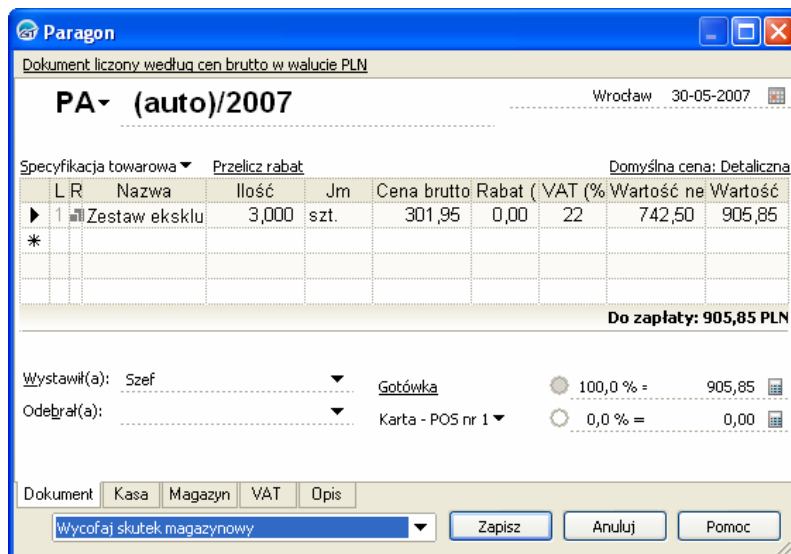 Paragon
Dokument liczony według cen brutto w walucie PLN
PA (auto)/2007 Wrocław 30-05-2007
Specyfikacja towarowa Przelicz rabat Domyślna cena: Detaliczna
L R Nazwa Ilość Jm Cena brutto Rabat ( VAT (% Wartość ne Wartość
1 Zestaw eksklu 3,000 szt. 301,95 0,00 22 742,50 905,85
Do zapłaty: 905,85 PLN
Wystawił(a): Szef
Gotówka 100,0 % = 905,85
Odebrał(a):
Karta - POS nr 1 0,0 % = 0,00
Dokument Kasa Magazyn VAT Opis
Wycofaj skutek magazynowy Zapisz Anuluj Pomoc